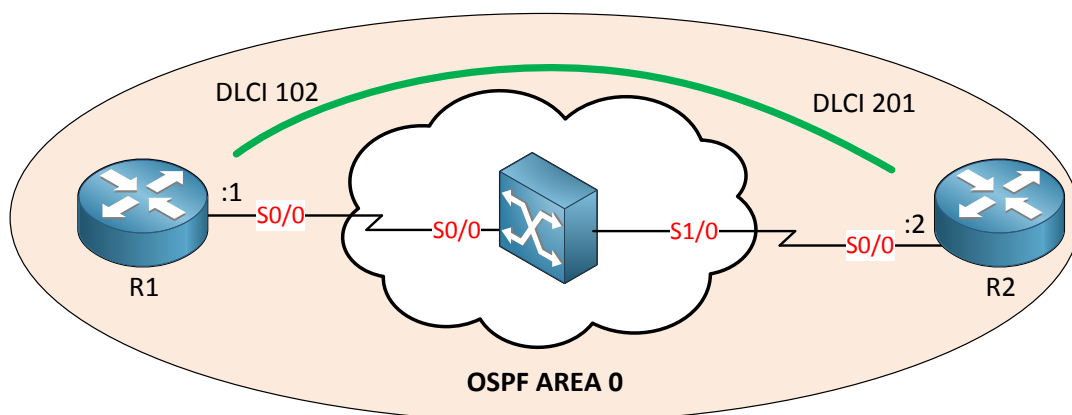 DLCI 102
DLCI 201
:1
S0/0
S0/0
S1/0
S0/0
:2
R1
R2
OSPF AREA 0